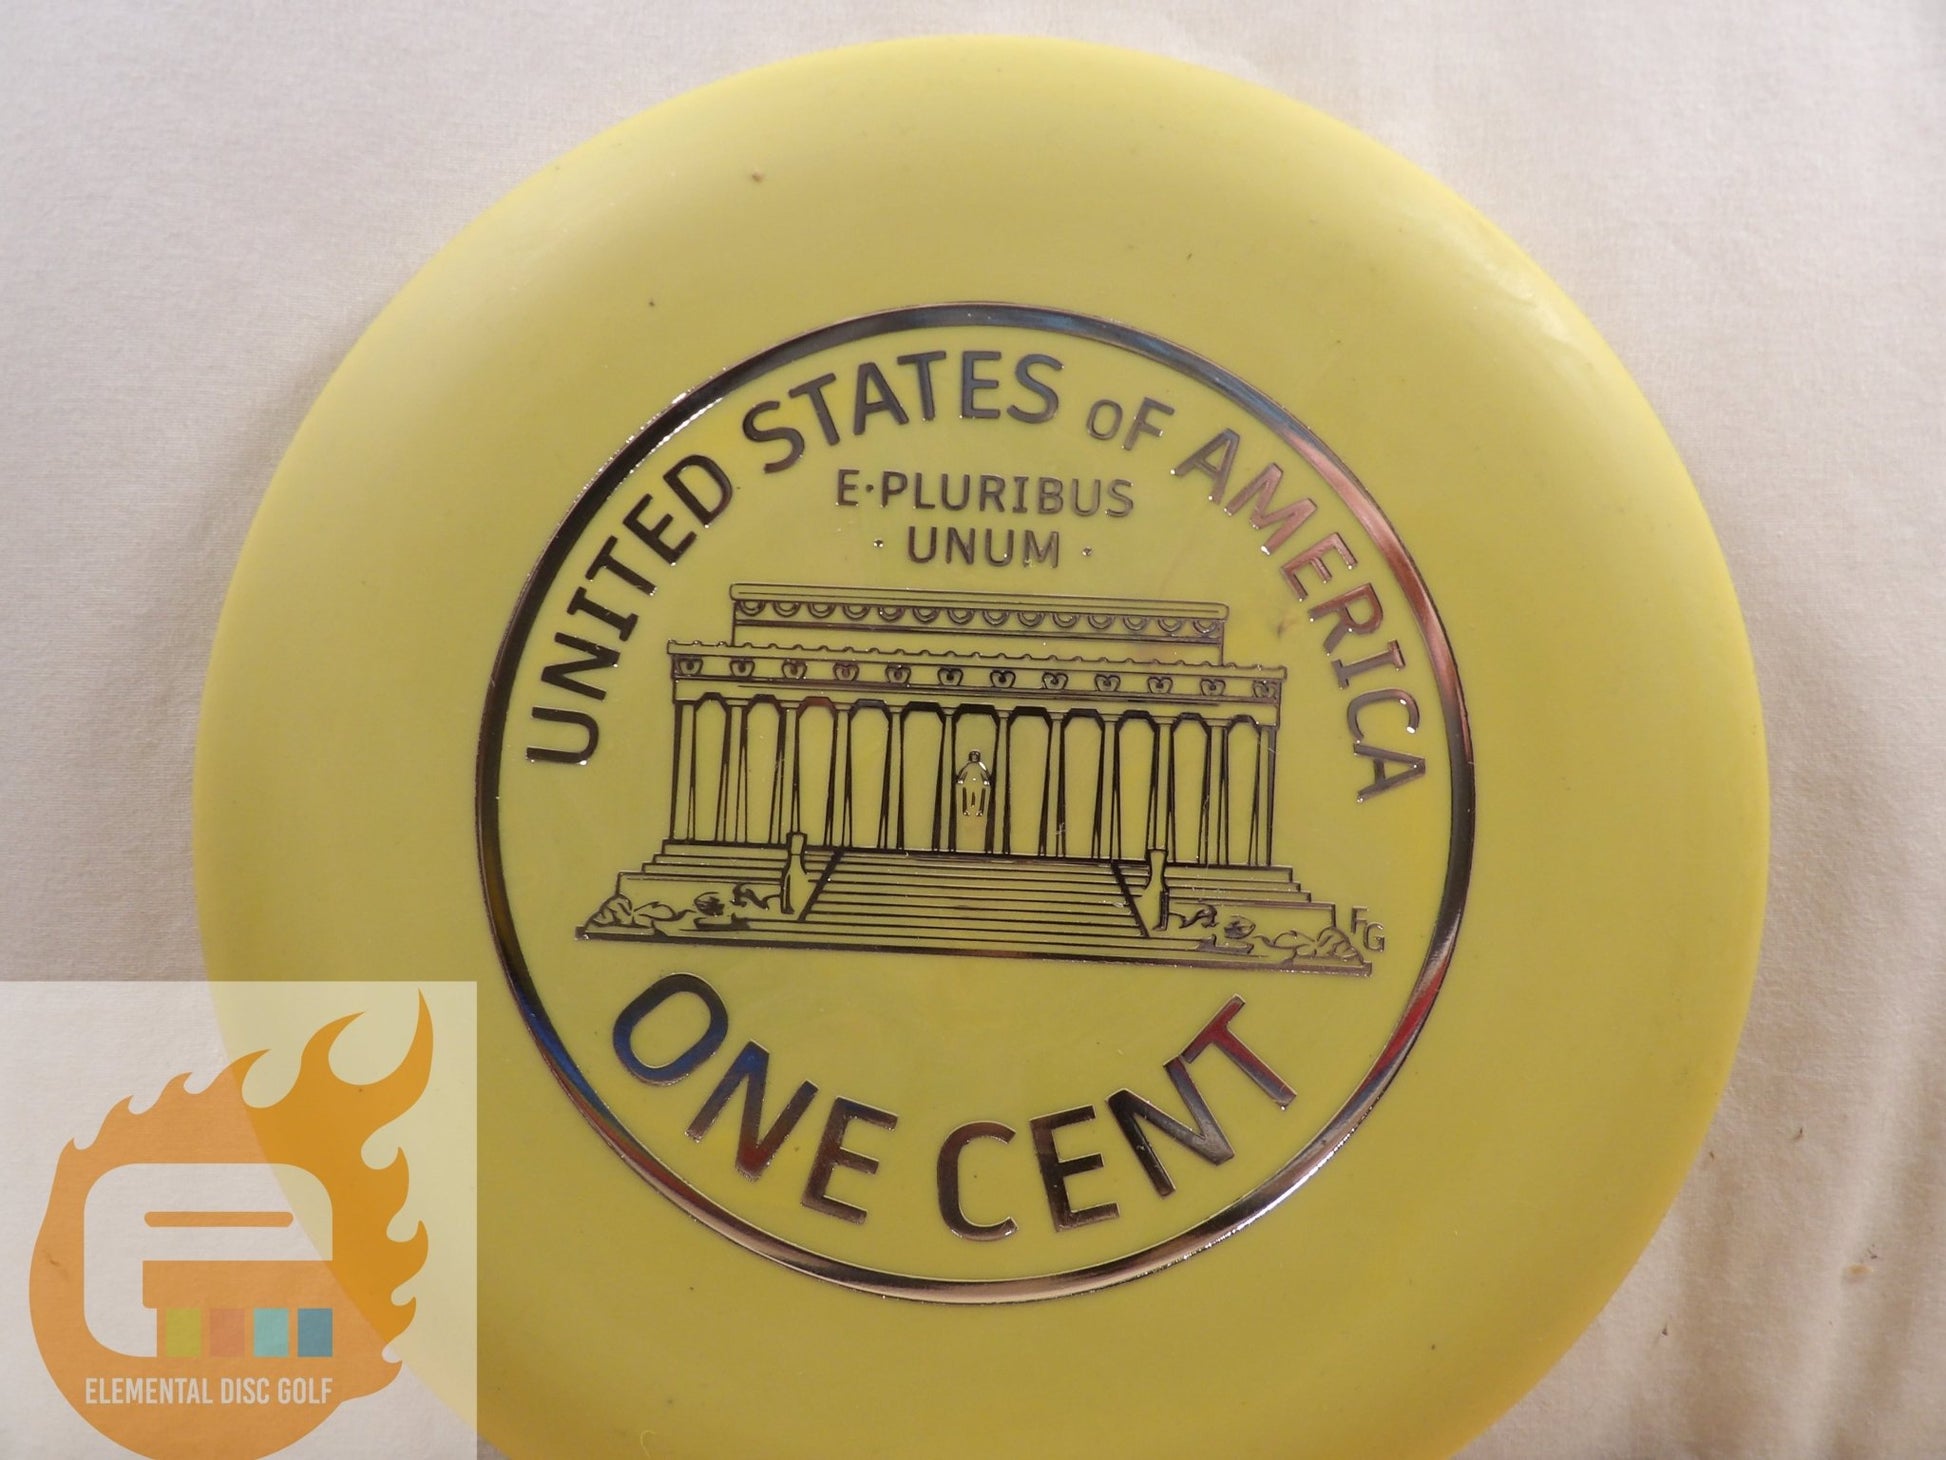 UNITED STATES OF AMERICA
E·PLURIBUS
· UNUM ·
FG
ONE CENT
ELEMENTAL DISC GOLF